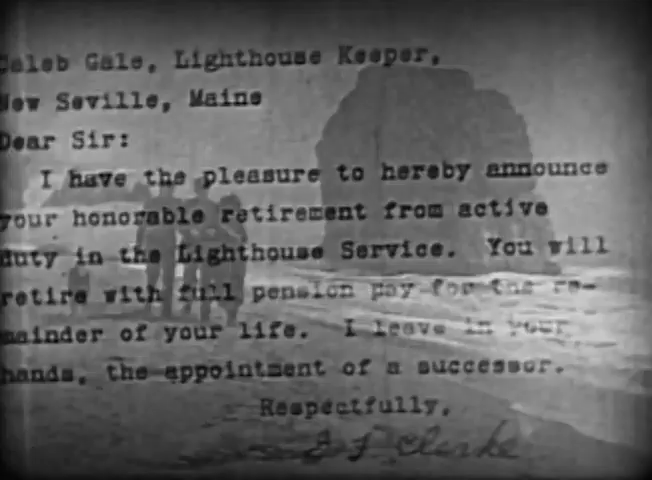 Caleb Gale, Lighthouse Keeper,
New Seville, Maine
Dear Sir:
I have the pleasure to hereby announce
your honorable retirement from active
duty in the Lighthouse Service. You will
retire with full pension pay for the re-
mainder of your life. I leave in your
hands, the appointment of a successor.
Respectfully,
J F Clarke